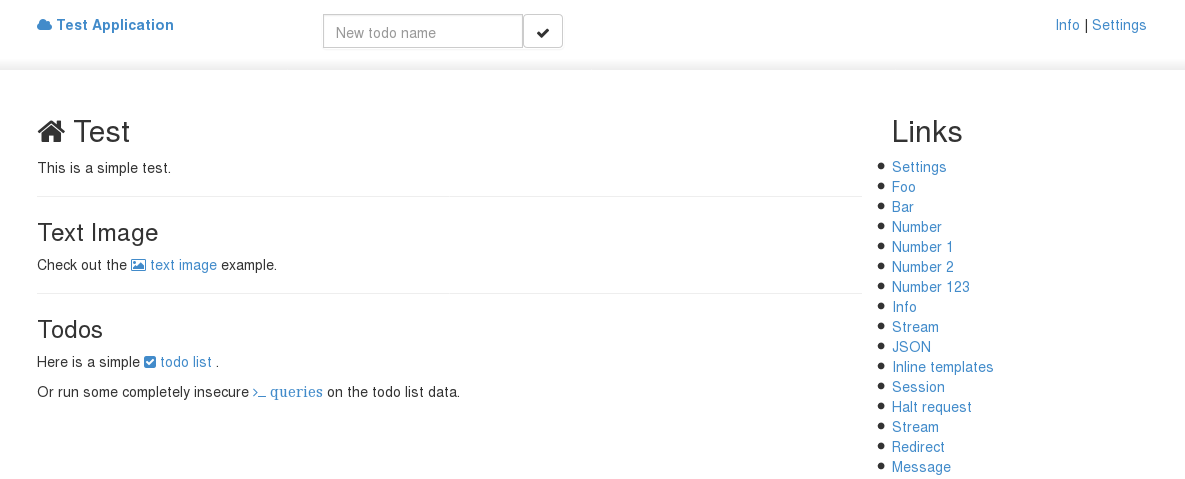 Test Application
New todo name
Info | Settings
Test
This is a simple test.
Text Image
Check out the text image example.
Todos
Here is a simple todo list .
Or run some completely insecure >_ queries on the todo list data.
Links
Settings
Foo
Bar
Number
Number 1
Number 2
Number 123
Info
Stream
JSON
Inline templates
Session
Halt request
Stream
Redirect
Message